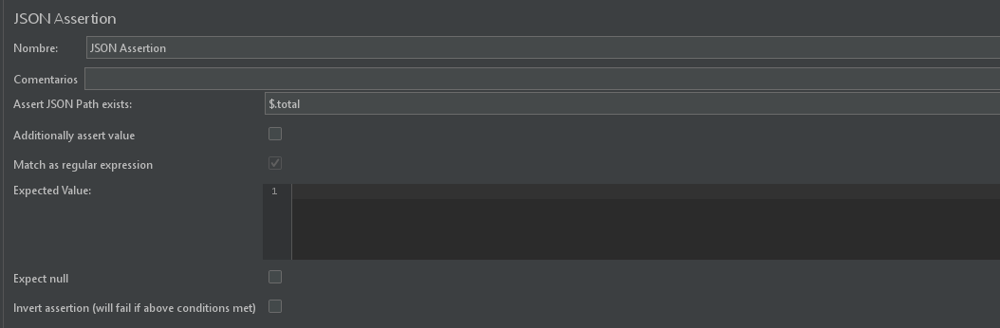 JSON Assertion
Nombre: JSON Assertion
Comentarios
Assert JSON Path exists: $.total
Additionally assert value
Match as regular expression
Expected Value: 1
Expect null
Invert assertion (will fail if above conditions met)